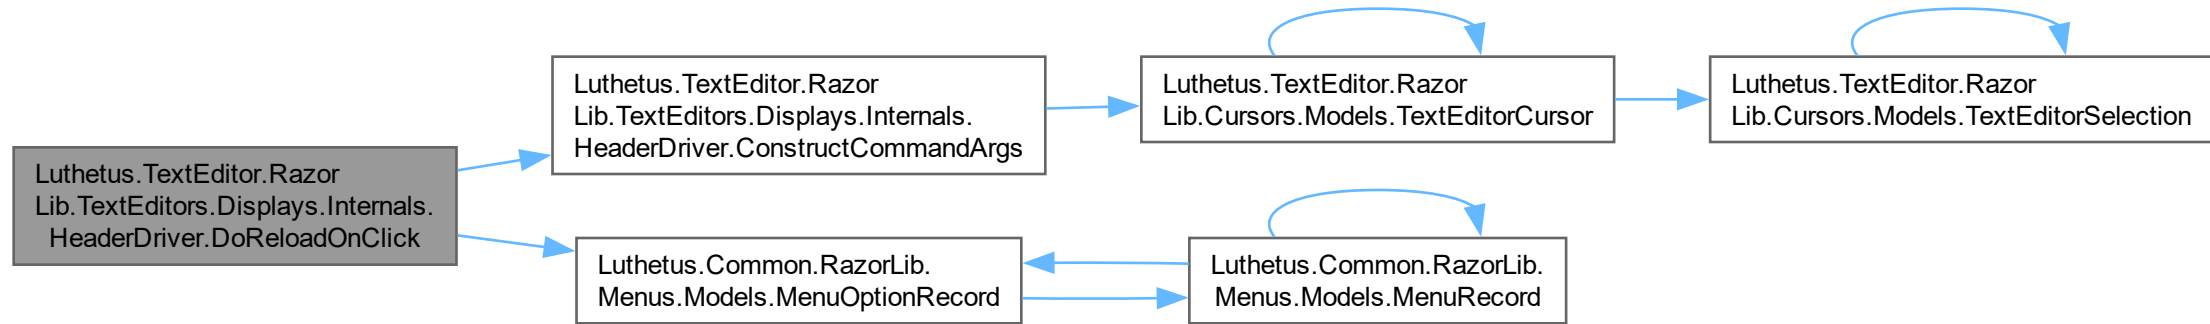 Luthetus.TextEditor.Razor
Lib.TextEditors.Displays.Internals.
HeaderDriver.DoReloadOnClick
Luthetus.TextEditor.Razor
Lib.TextEditors.Displays.Internals.
HeaderDriver.ConstructCommandArgs
Luthetus.TextEditor.Razor
Lib.Cursors.Models.TextEditorCursor
Luthetus.TextEditor.Razor
Lib.Cursors.Models.TextEditorSelection
Luthetus.Common.RazorLib.
Menus.Models.MenuOptionRecord
Luthetus.Common.RazorLib.
Menus.Models.MenuRecord